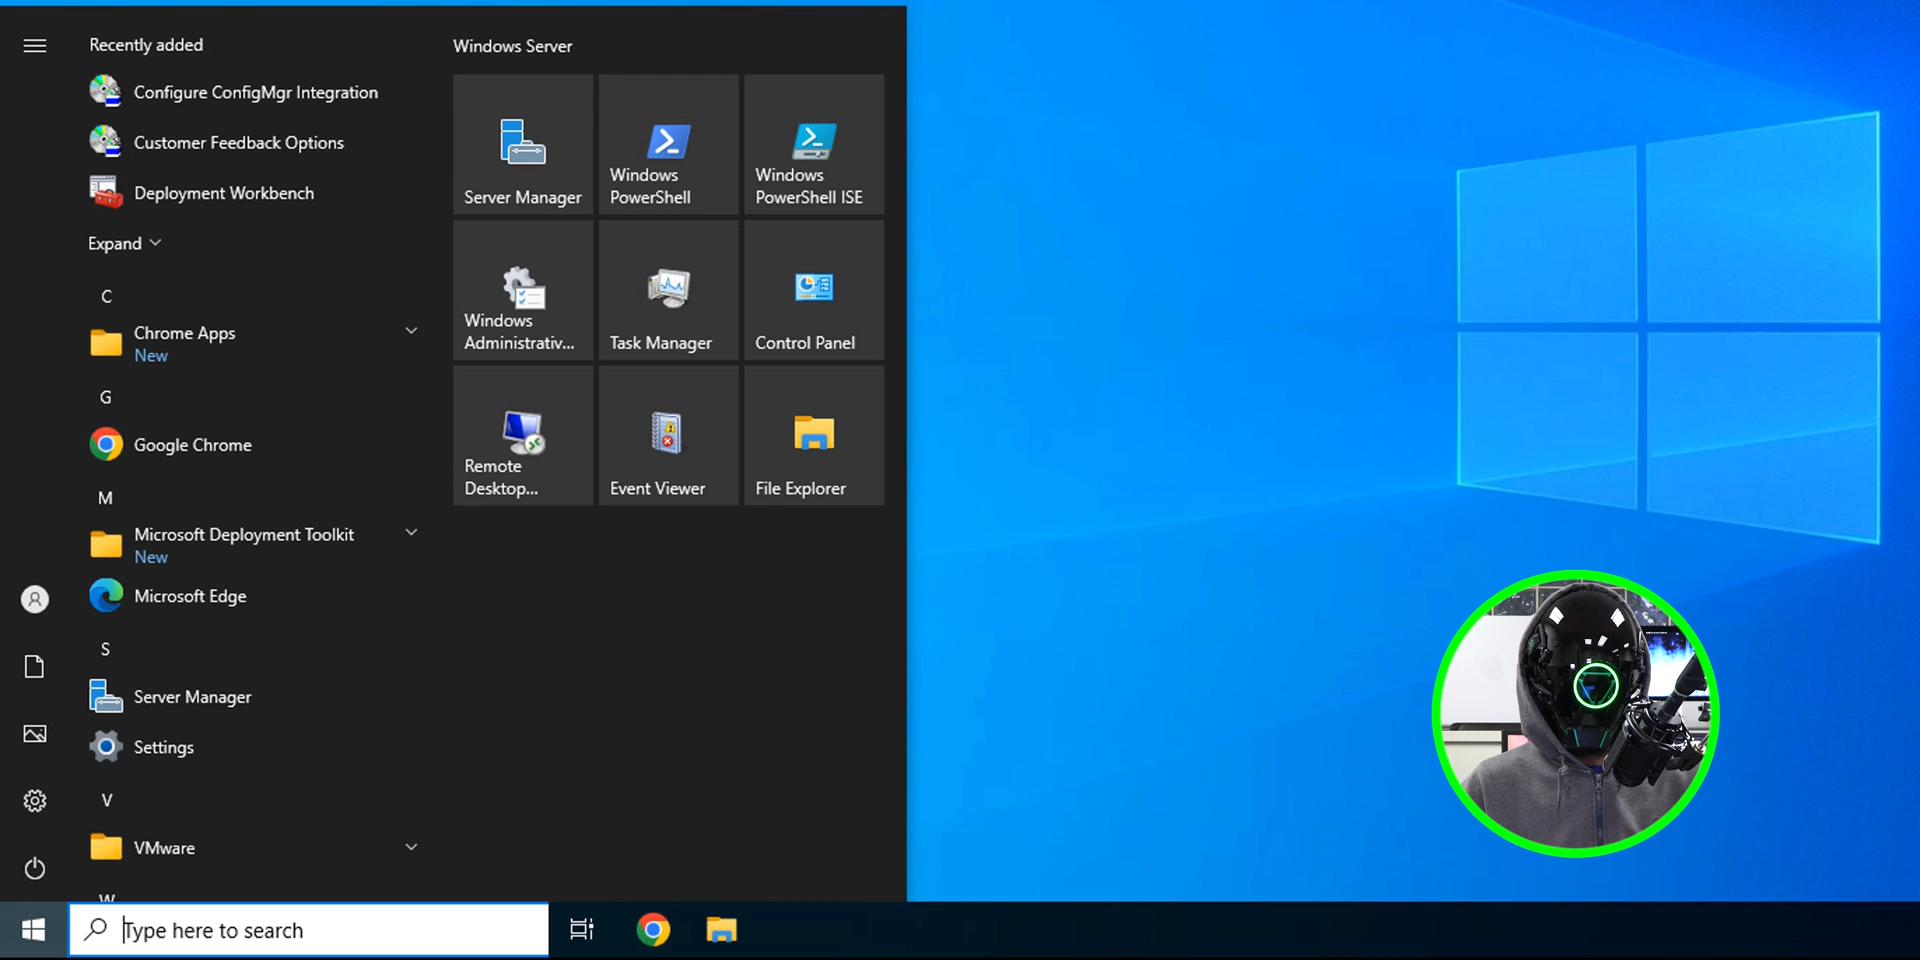 Recently added
Configure ConfigMgr Integration
Customer Feedback Options
Deployment Workbench
Expand
C
Chrome Apps
New
G
Google Chrome
M
Microsoft Deployment Toolkit
New
Microsoft Edge
S
Server Manager
Settings
V
VMware
W
Windows Server
Server Manager
Windows
PowerShell
Windows
PowerShell ISE
Windows
Administrativ...
Task Manager
Control Panel
Remote
Desktop...
Event Viewer
File Explorer
Type here to search